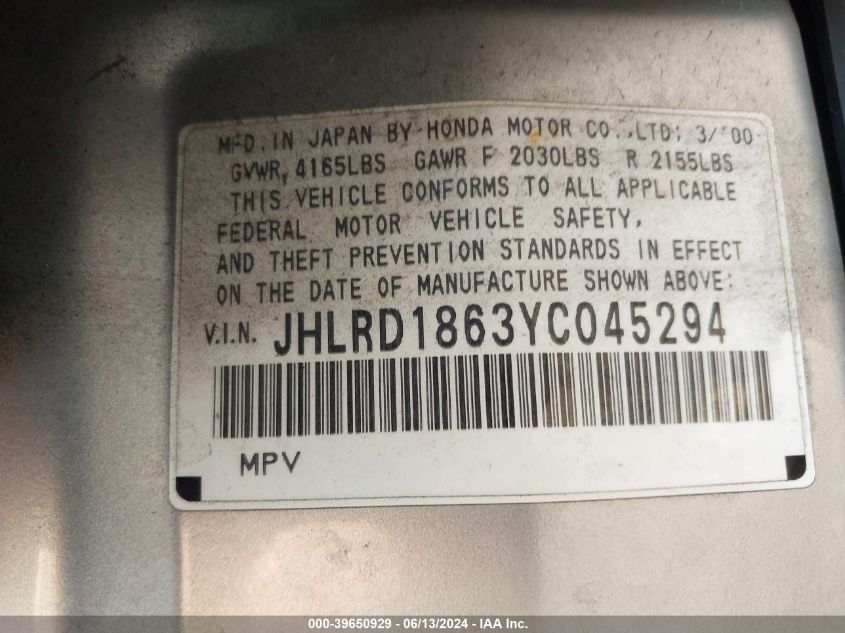 MFD. IN JAPAN BY HONDA MOTOR CO., LTD; 3/'00
GVWR, 4165LBS GAWR F 2030LBS R 2155LBS
THIS VEHICLE CONFORMS TO ALL APPLICABLE
FEDERAL MOTOR VEHICLE SAFETY,
AND THEFT PREVENTION STANDARDS IN EFFECT
ON THE DATE OF MANUFACTURE SHOWN ABOVE:
V.I.N. JHLRD1863YC045294
MPV
000-39650929 - 06/13/2024 - IAA Inc.